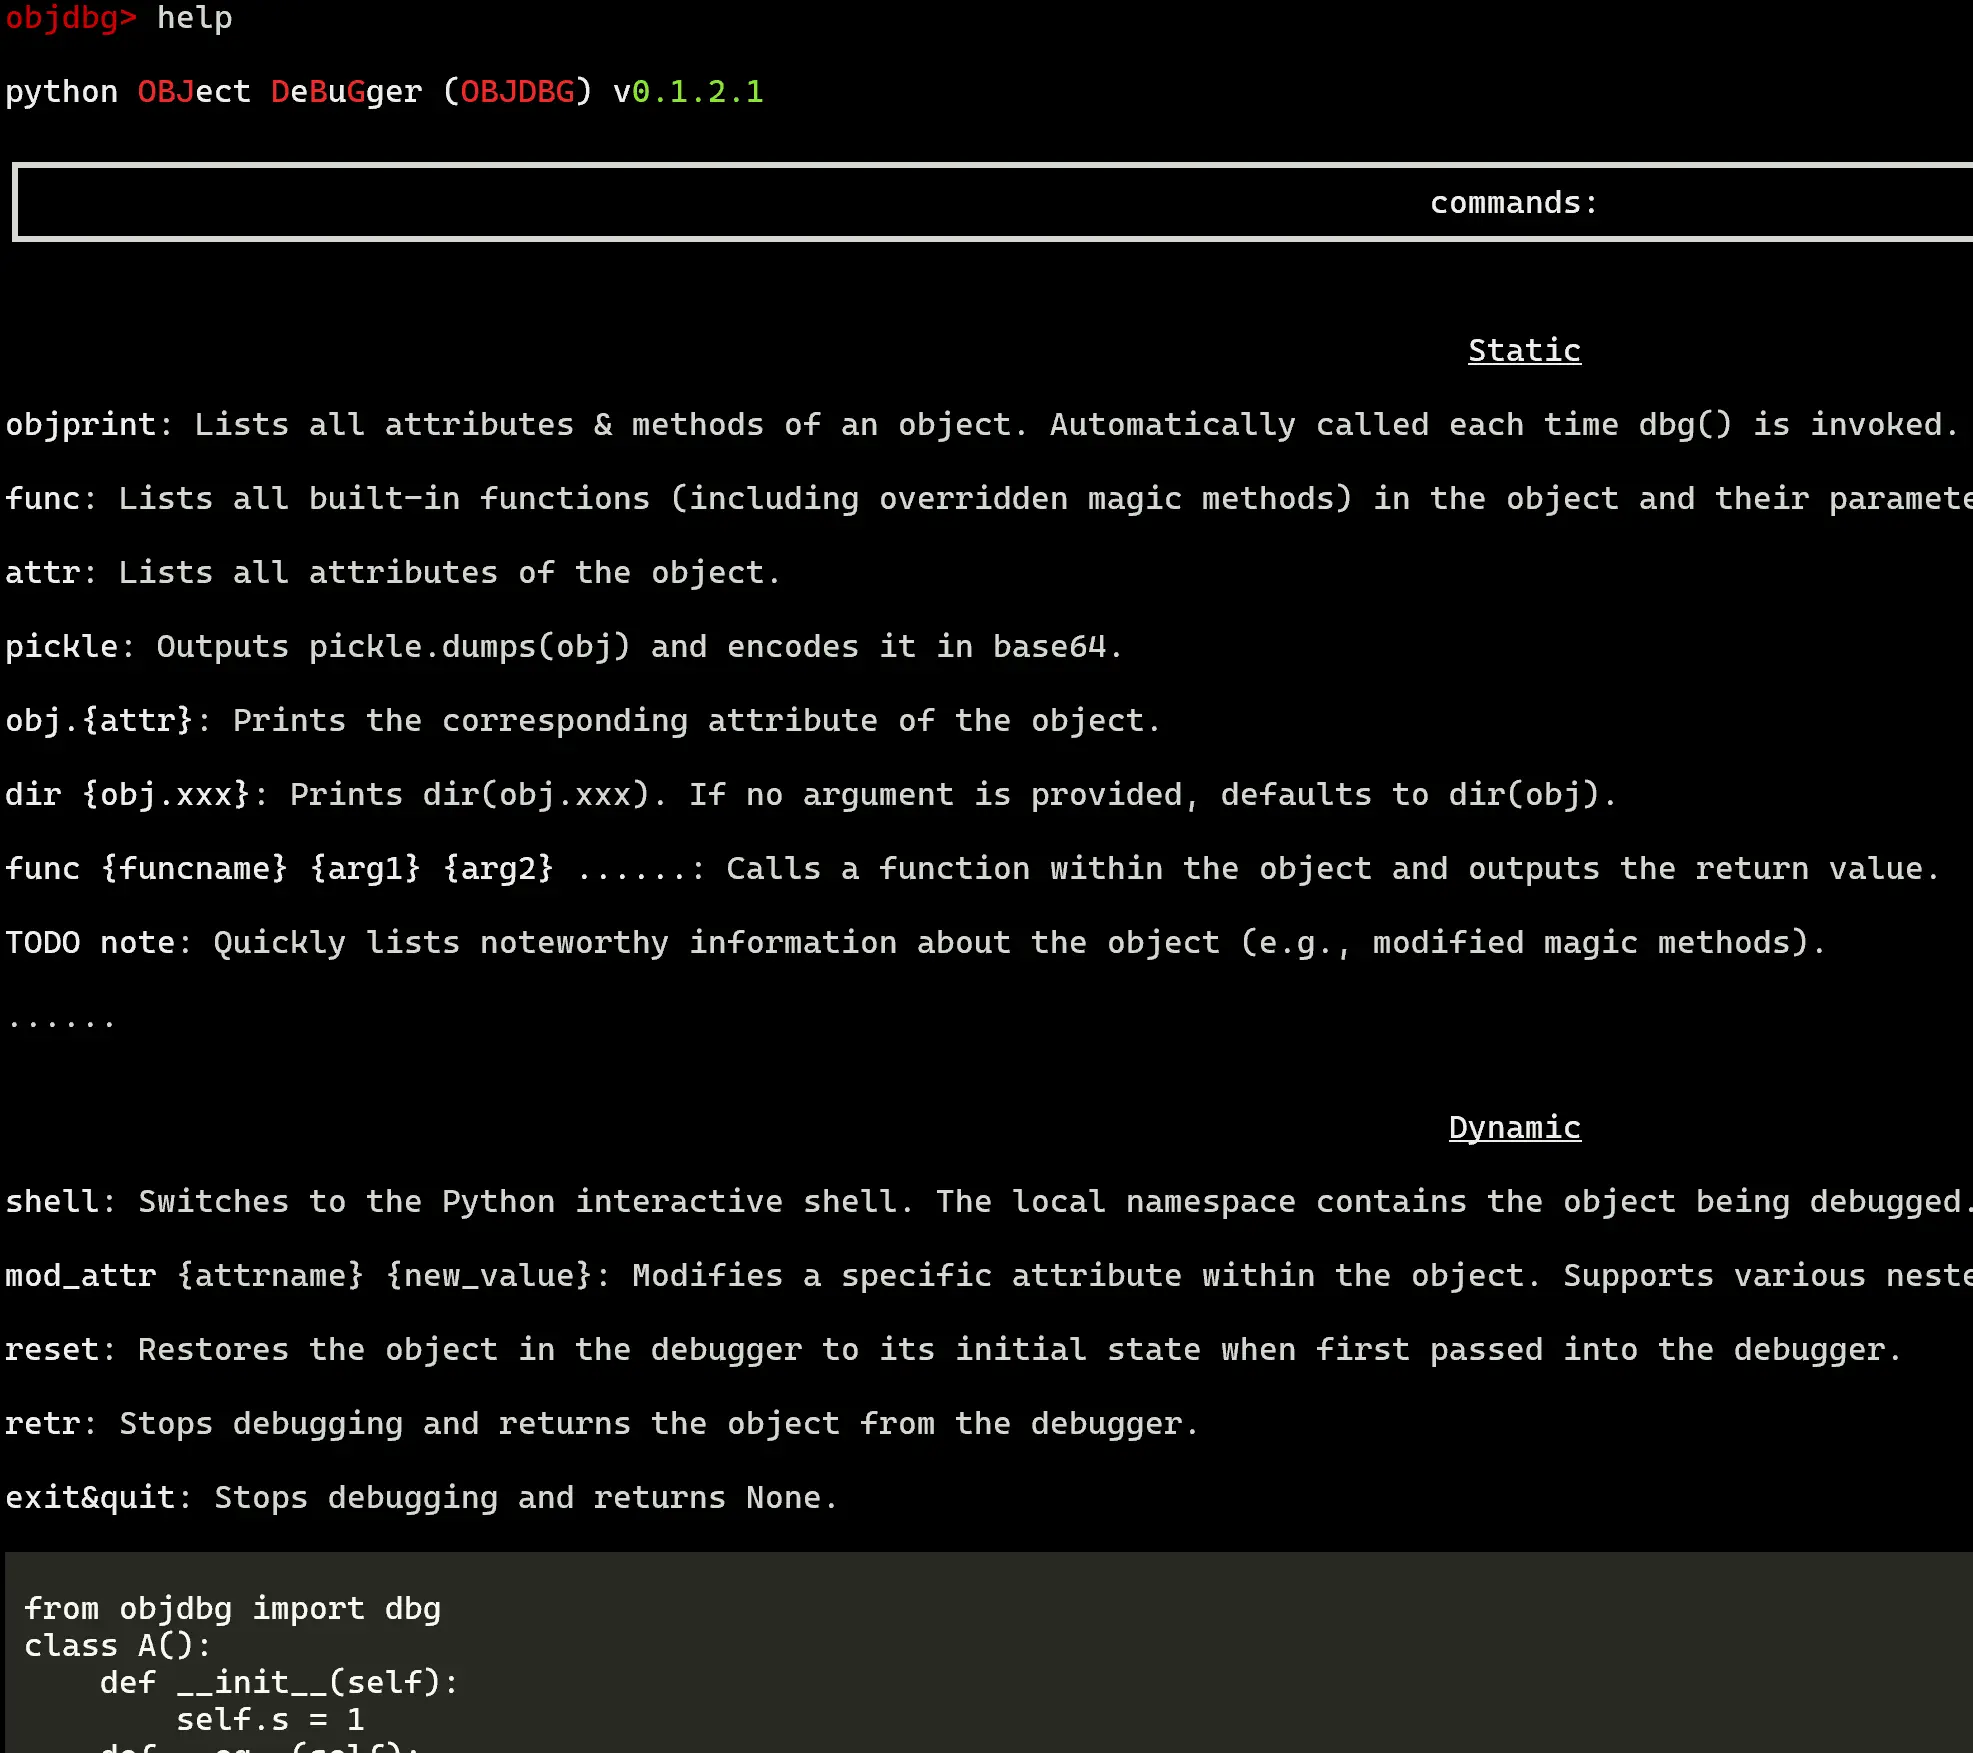 objdbg> help
python OBJect DeBuGger (OBJDBG) v0.1.2.1
commands:
Static
objprint: Lists all attributes & methods of an object. Automatically called each time dbg() is invoked.
func: Lists all built-in functions (including overridden magic methods) in the object and their paramete
attr: Lists all attributes of the object.
pickle: Outputs pickle.dumps(obj) and encodes it in base64.
obj.{attr}: Prints the corresponding attribute of the object.
dir {obj.xxx}: Prints dir(obj.xxx). If no argument is provided, defaults to dir(obj).
func {funcname} {arg1} {arg2} ......: Calls a function within the object and outputs the return value.
TODO note: Quickly lists noteworthy information about the object (e.g., modified magic methods).
......
Dynamic
shell: Switches to the Python interactive shell. The local namespace contains the object being debugged.
mod_attr {attrname} {new_value}: Modifies a specific attribute within the object. Supports various neste
reset: Restores the object in the debugger to its initial state when first passed into the debugger.
retr: Stops debugging and returns the object from the debugger.
exit&quit: Stops debugging and returns None.
from objdbg import dbg
class A():
    def __init__(self):
        self.s = 1
    def __eq__(self):